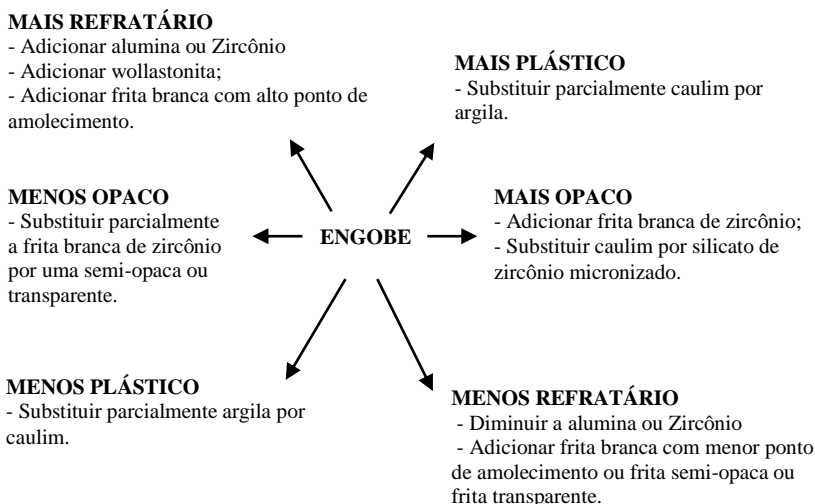 MAIS REFRATÁRIO
- Adicionar alumina ou Zircônio
- Adicionar wollastonita;
- Adicionar frita branca com alto ponto de
amolecimento.
MAIS PLÁSTICO
- Substituir parcialmente caulim por
argila.
MENOS OPACO
- Substituir parcialmente
a frita branca de zircônio
por uma semi-opaca ou
transparente.
ENGOBE
MAIS OPACO
- Adicionar frita branca de zircônio;
- Substituir caulim por silicato de
zircônio micronizado.
MENOS PLÁSTICO
- Substituir parcialmente argila por
caulim.
MENOS REFRATÁRIO
- Diminuir a alumina ou Zircônio
- Adicionar frita branca com menor ponto
de amolecimento ou frita semi-opaca ou
frita transparente.